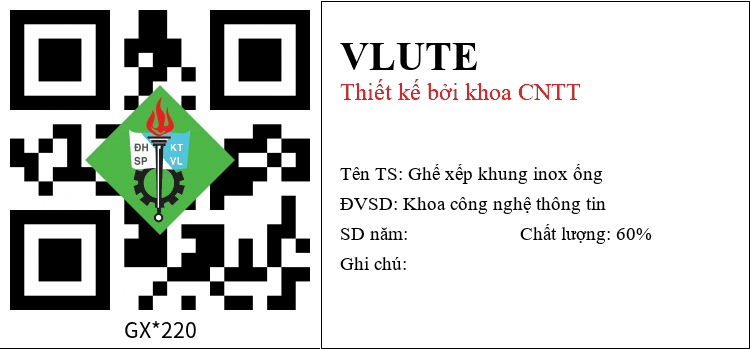 ĐH KT
SP VL
GX*220
VLUTE
Thiết kế bởi khoa CNTT
Tên TS: Ghế xếp khung inox ống
ĐVSD: Khoa công nghệ thông tin
SD năm: Chất lượng: 60%
Ghi chú: